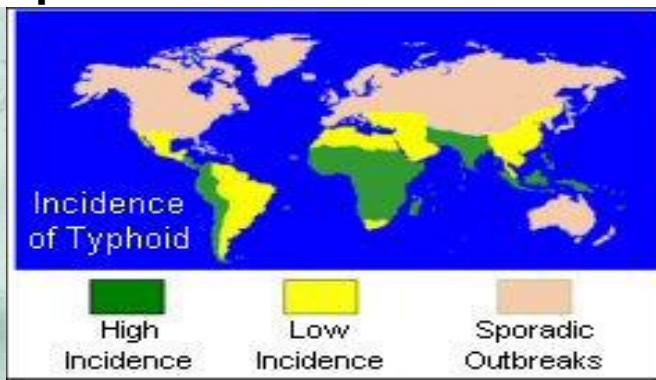 Incidence
of Typhoid
High
Incidence
Low
Incidence
Sporadic
Outbreaks